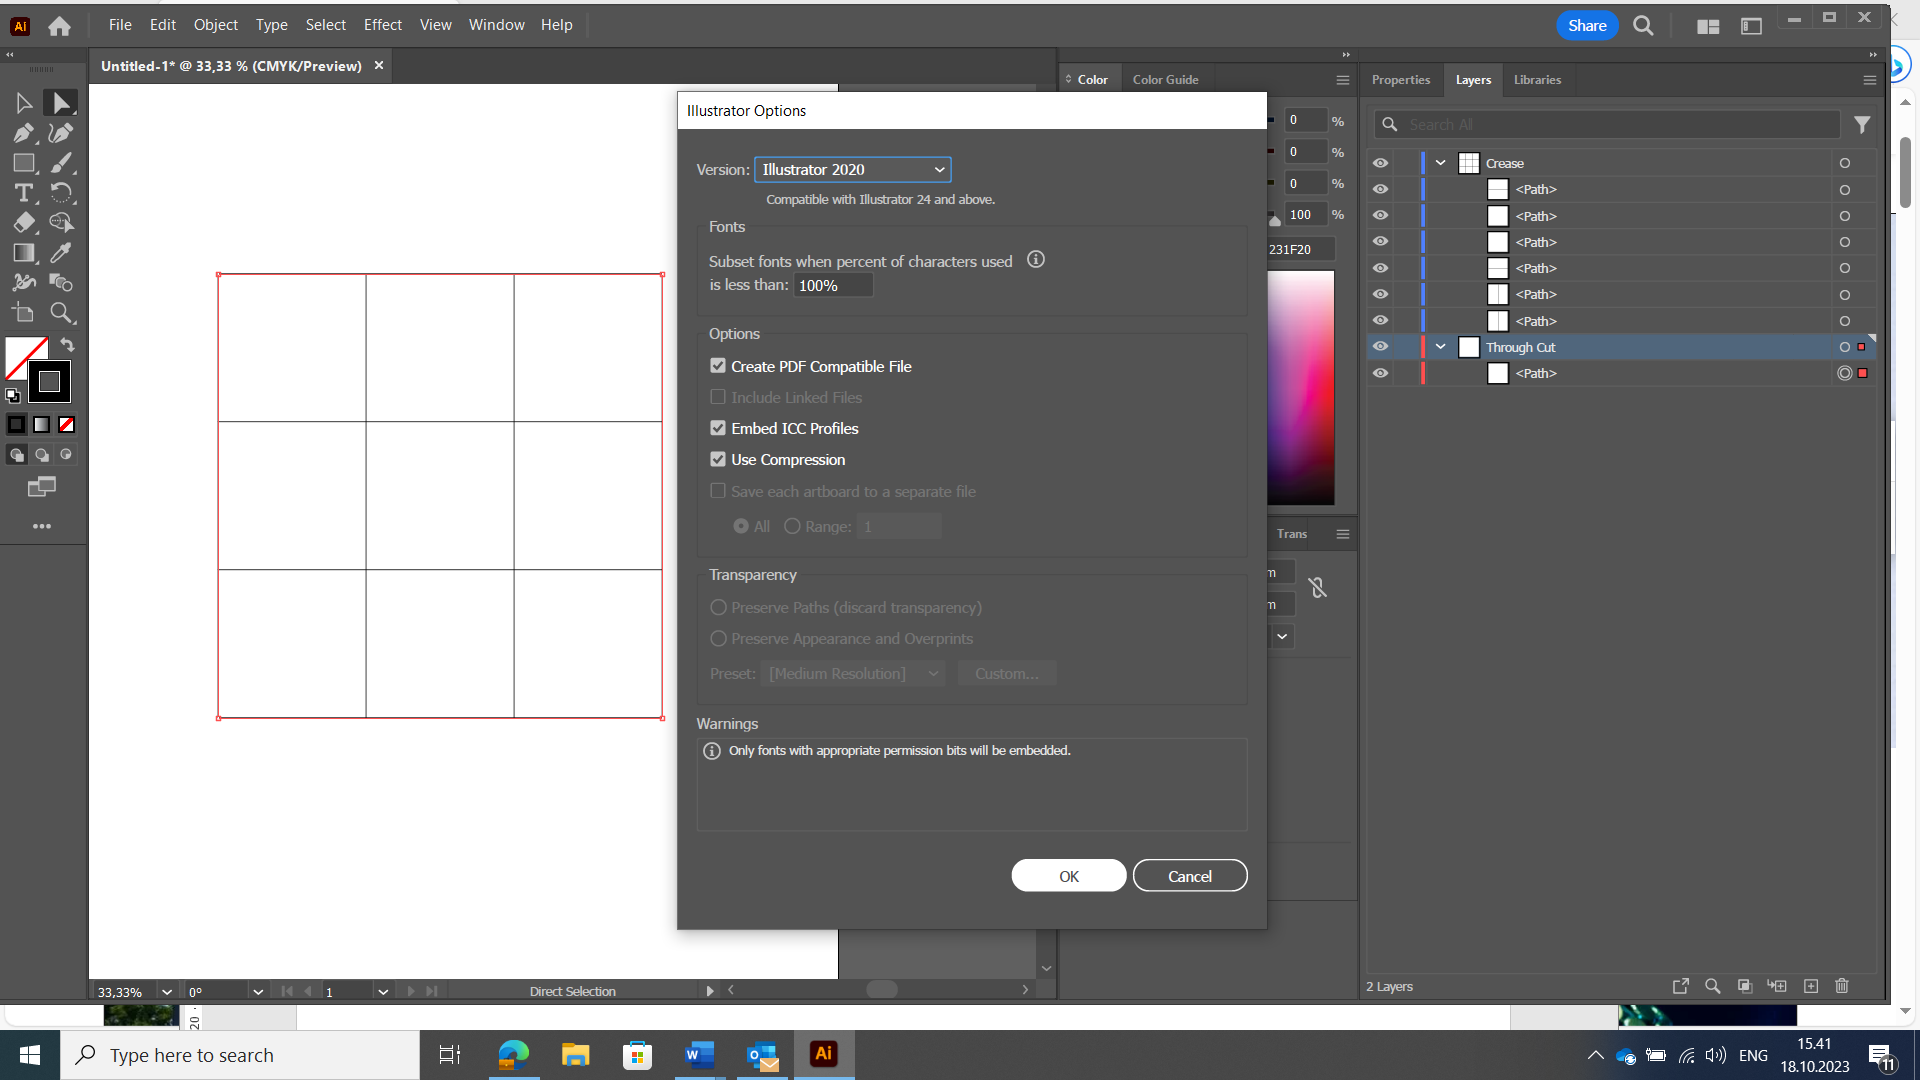 Ai
File Edit Object Type Select Effect View Window Help
Share
Untitled-1* @ 33,33 % (CMYK/Preview) ×
Color Color Guide
Properties Layers Libraries
Illustrator Options
0 %
0 %
0 %
100 %
231F20
Search All
Version: Illustrator 2020
Compatible with Illustrator 24 and above.
Fonts
Subset fonts when percent of characters used
is less than: 100%
Options
Create PDF Compatible File
Include Linked Files
Embed ICC Profiles
Use Compression
Save each artboard to a separate file
All Range: 1
Transparency
Preserve Paths (discard transparency)
Preserve Appearance and Overprints
Preset: [Medium Resolution] Custom...
Warnings
Only fonts with appropriate permission bits will be embedded.
OK Cancel
Trans
m
m
Crease
<Path>
<Path>
<Path>
<Path>
<Path>
<Path>
Through Cut
<Path>
2 Layers
33,33% 0° 1 Direct Selection
20
Type here to search
W
Ai
ENG
15.41
18.10.2023
11